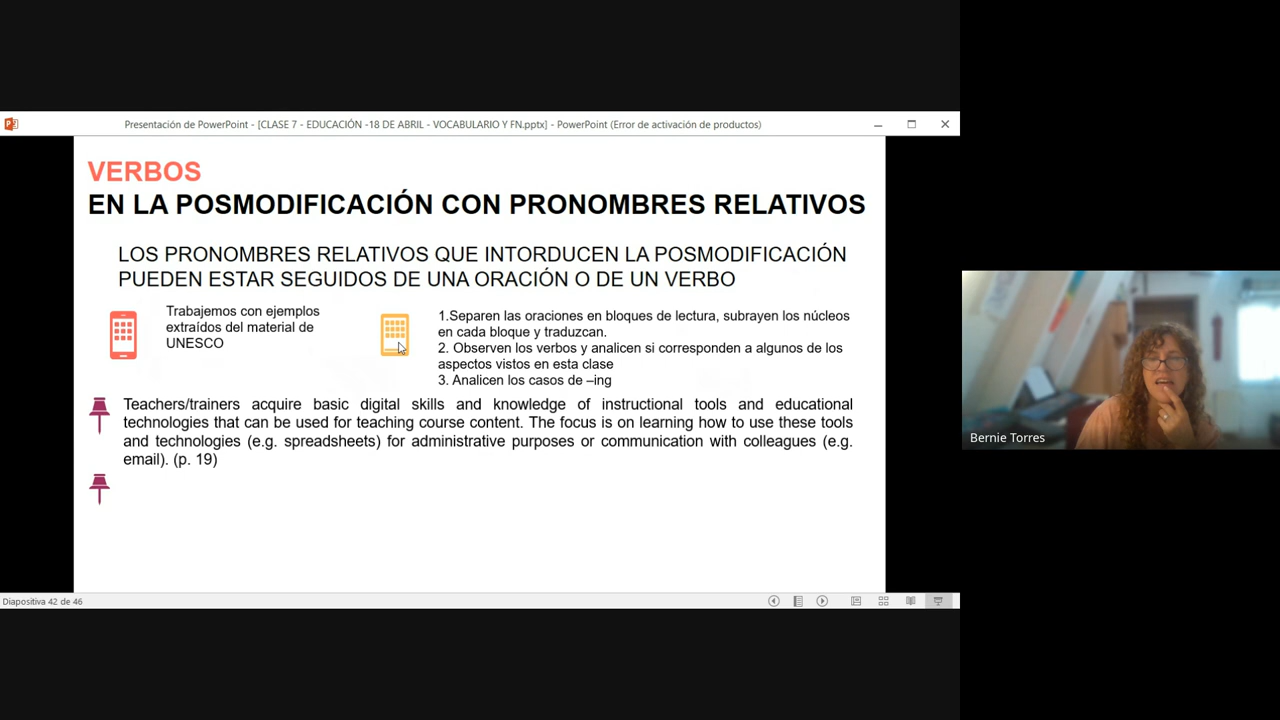 Presentación de PowerPoint - [CLASE 7 - EDUCACIÓN -18 DE ABRIL - VOCABULARIO Y FN.pptx] - PowerPoint (Error de activación de productos)
VERBOS
EN LA POSMODIFICACIÓN CON PRONOMBRES RELATIVOS
LOS PRONOMBRES RELATIVOS QUE INTORDUCEN LA POSMODIFICACIÓN
PUEDEN ESTAR SEGUIDOS DE UNA ORACIÓN O DE UN VERBO
Trabajemos con ejemplos
extraídos del material de
UNESCO
1.Separen las oraciones en bloques de lectura, subrayen los núcleos
en cada bloque y traduzcan.
2. Observen los verbos y analicen si corresponden a algunos de los
aspectos vistos en esta clase
3. Analicen los casos de –ing
Teachers/trainers acquire basic digital skills and knowledge of instructional tools and educational
technologies that can be used for teaching course content. The focus is on learning how to use these tools
and technologies (e.g. spreadsheets) for administrative purposes or communication with colleagues (e.g.
email). (p. 19)
Diapositiva 42 de 46
Bernie Torres